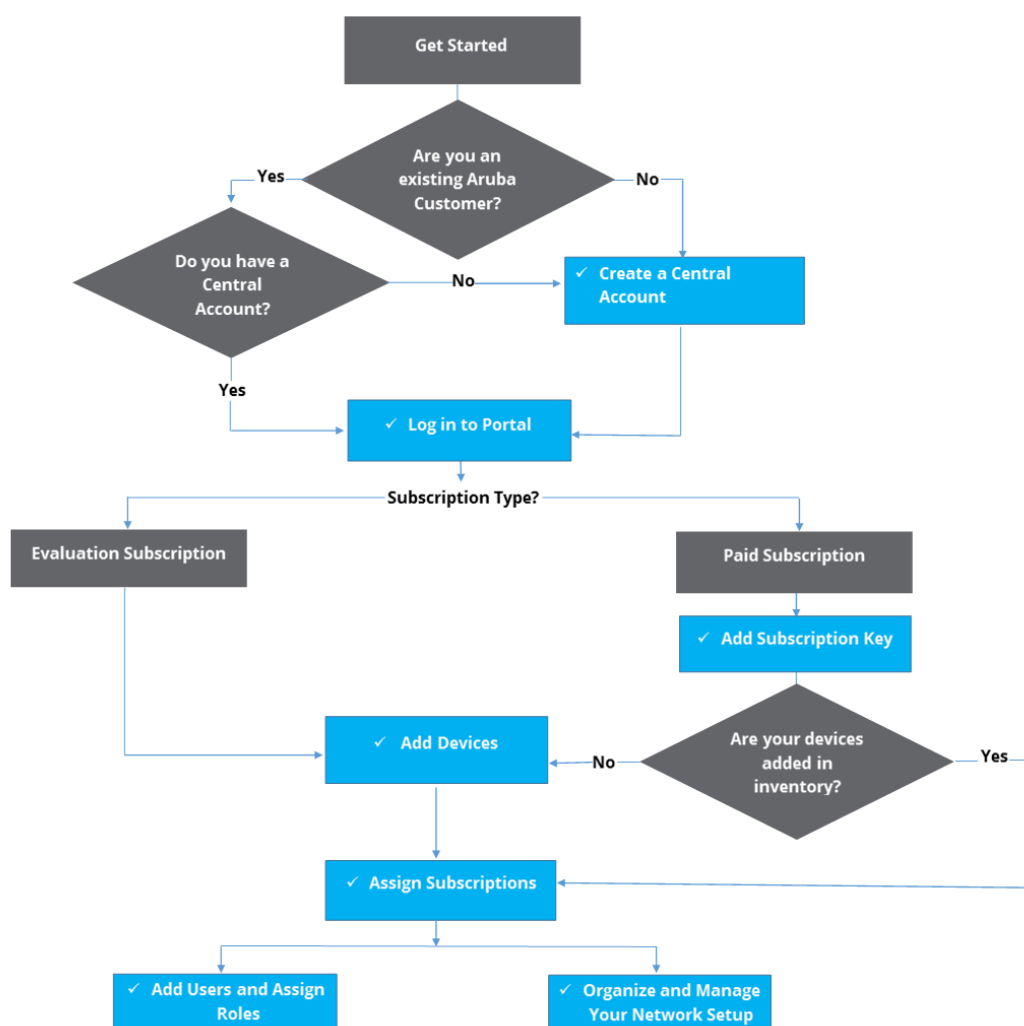 Get Started
Are you an
existing Aruba
Customer?
Yes
No
Do you have a
Central
Account?
No
✓ Create a Central
Account
Yes
✓ Log in to Portal
Subscription Type?
Evaluation Subscription
Paid Subscription
✓ Add Subscription Key
✓ Add Devices
No
Are your devices
added in
inventory?
Yes
✓ Assign Subscriptions
✓ Add Users and Assign
Roles
✓ Organize and Manage
Your Network Setup